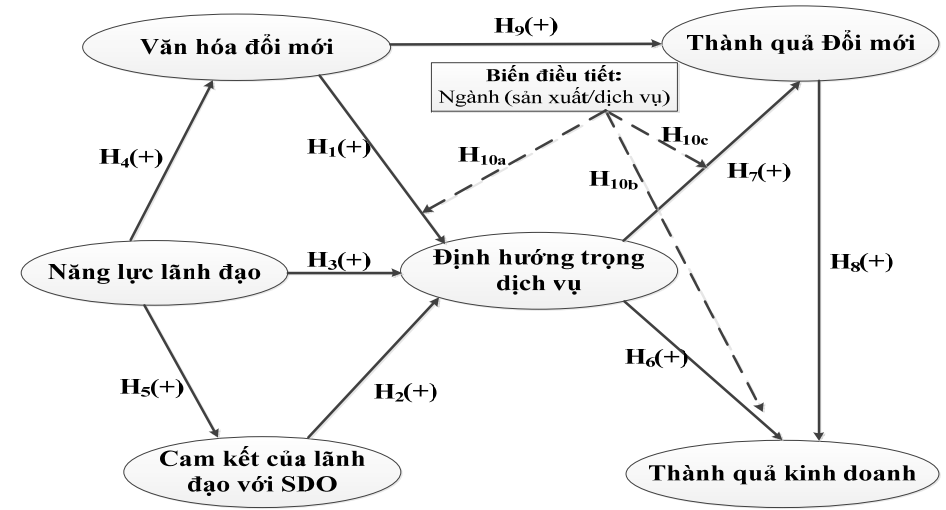 H9(+)
Văn hóa đổi mới
Thành quả Đổi mới
Biến điều tiết:
Ngành (sản xuất/dịch vụ)
H4(+)
H1(+)
H10a
H10c
H10b
H7(+)
Năng lực lãnh đạo
H3(+)
Định hướng trọng
dịch vụ
H8(+)
H5(+)
H2(+)
H6(+)
Cam kết của lãnh
đạo với SDO
Thành quả kinh doanh